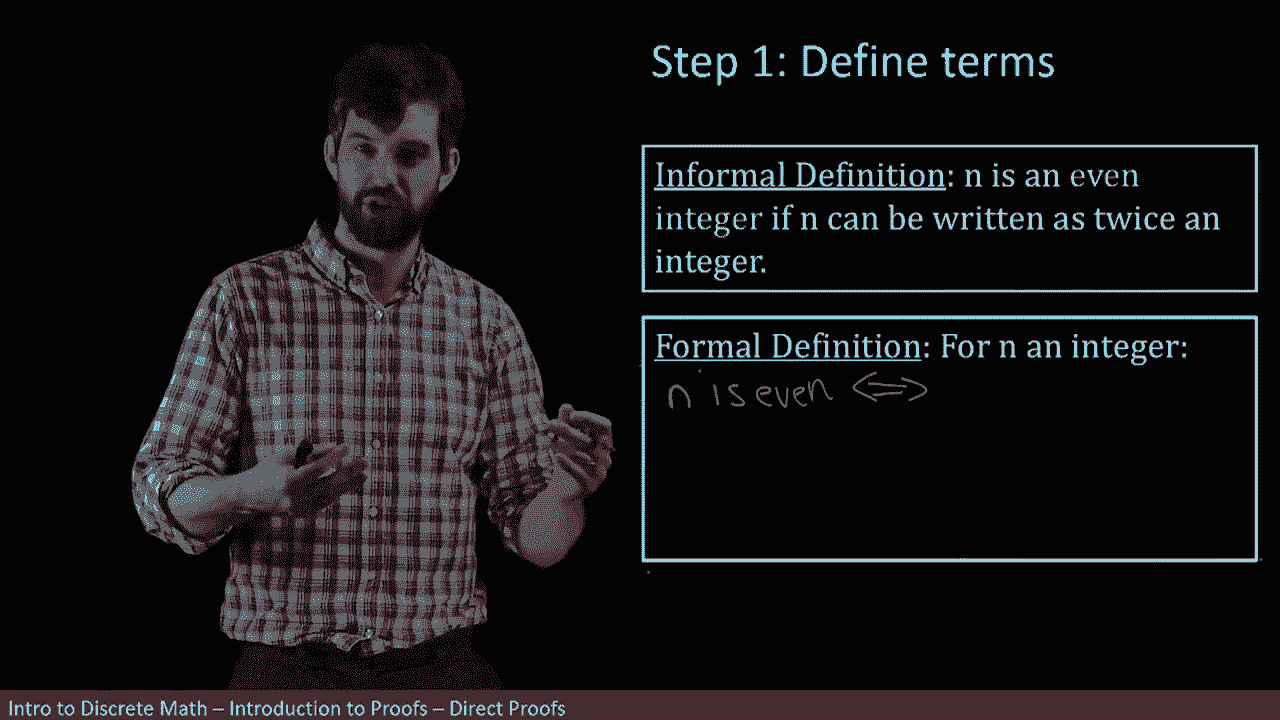 Step 1: Define terms
Informal Definition: n is an even
integer if n can be written as twice an
integer.
Formal Definition: For n an integer:
n is even <=>
Intro to Discrete Math – Introduction to Proofs – Direct Proofs